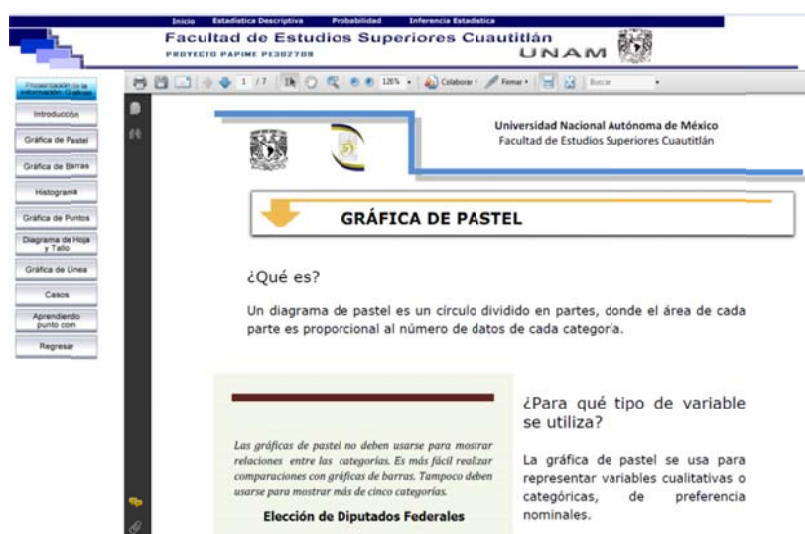 Inicio Estadística Descriptiva Probabilidad Inferencia Estadística
Facultad de Estudios Superiores Cuautitlán
PROYECTO PAPIME PE302709
UNAM
Presentación de la
Información: Gráficas
Introducción
Gráfica de Pastel
Gráfica de Barras
Histograma
Gráfica de Puntos
Diagrama de Hoja
y Tallo
Gráfica de Línea
Casos
Aprendiendo
punto con
Regresar
1 / 7 126% Colaborar Firmar Buscar
Universidad Nacional Autónoma de México
Facultad de Estudios Superiores Cuautitlán
GRÁFICA DE PASTEL
¿Qué es?
Un diagrama de pastel es un círculo dividido en partes, donde el área de cada
parte es proporcional al número de datos de cada categoría.
Las gráficas de pastel no deben usarse para mostrar
relaciones entre las categorías. Es más fácil realizar
comparaciones con gráficas de barras. Tampoco deben
usarse para mostrar más de cinco categorías.
Elección de Diputados Federales
¿Para qué tipo de variable
se utiliza?
La gráfica de pastel se usa para
representar variables cualitativas o
categóricas, de preferencia
nominales.